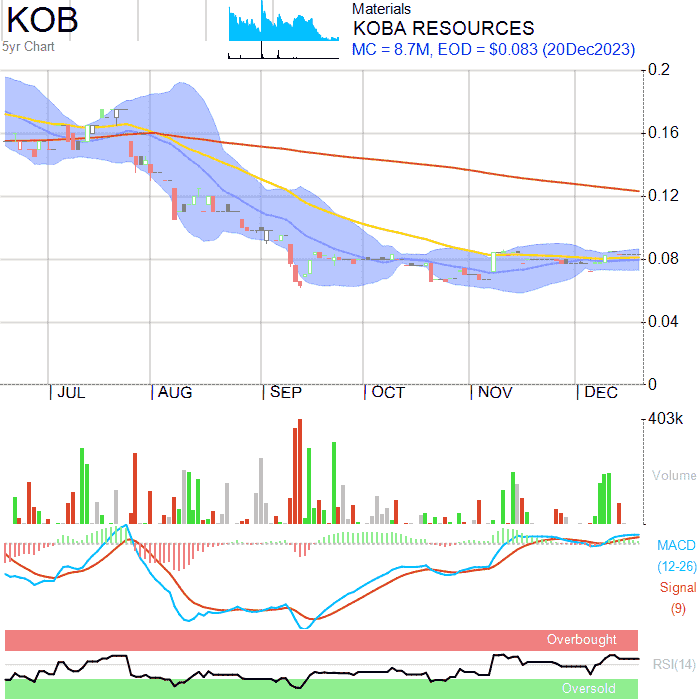 KOB
5yr Chart
Materials
KOBA RESOURCES
MC = 8.7M, EOD = $0.083 (20Dec2023)
0.2
0.16
0.12
0.08
0.04
0
JUL AUG SEP OCT NOV DEC
403k
Volume
MACD
(12-26)
Signal
(9)
Overbought
RSI(14)
Oversold